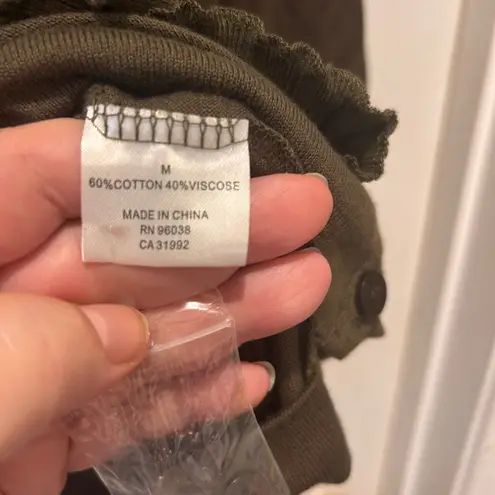 M
60%COTTON 40%VISCOSE
MADE IN CHINA
RN 96038
CA 31992